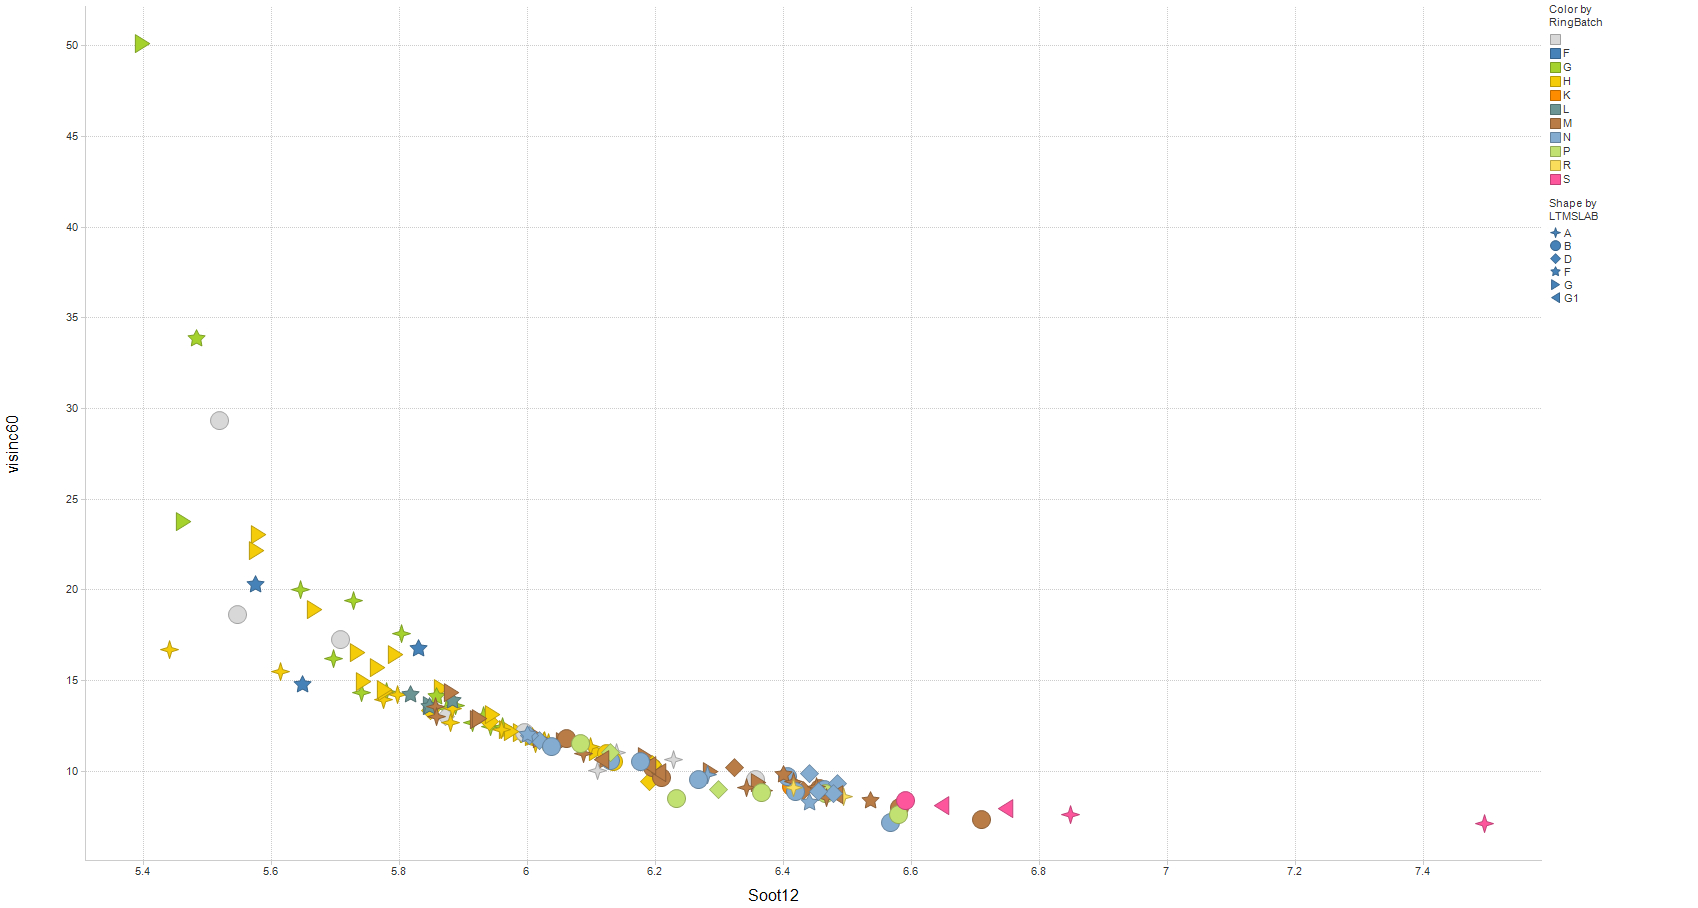 Color by
RingBatch
F
G
H
K
L
M
N
P
R
S
Shape by
LTMSLAB
A
B
D
F
G
G1
50
45
40
35
30
25
20
15
10
visinc60
5.4 5.6 5.8 6 6.2 6.4 6.6 6.8 7 7.2 7.4
Soot12